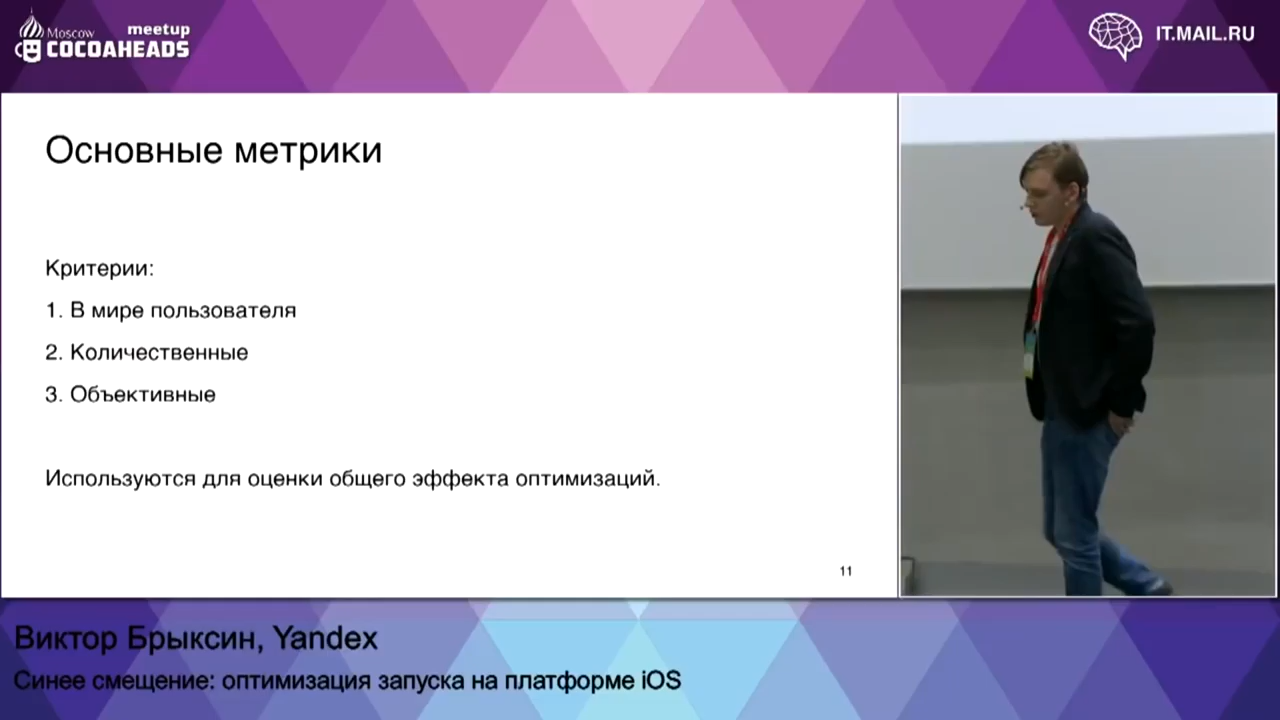 Moscow meetup
COCOAHEADS
IT.MAIL.RU
Основные метрики
Критерии:
1. В мире пользователя
2. Количественные
3. Объективные
Используются для оценки общего эффекта оптимизаций.
11
Виктор Брыксин, Yandex
Синее смещение: оптимизация запуска на платформе iOS